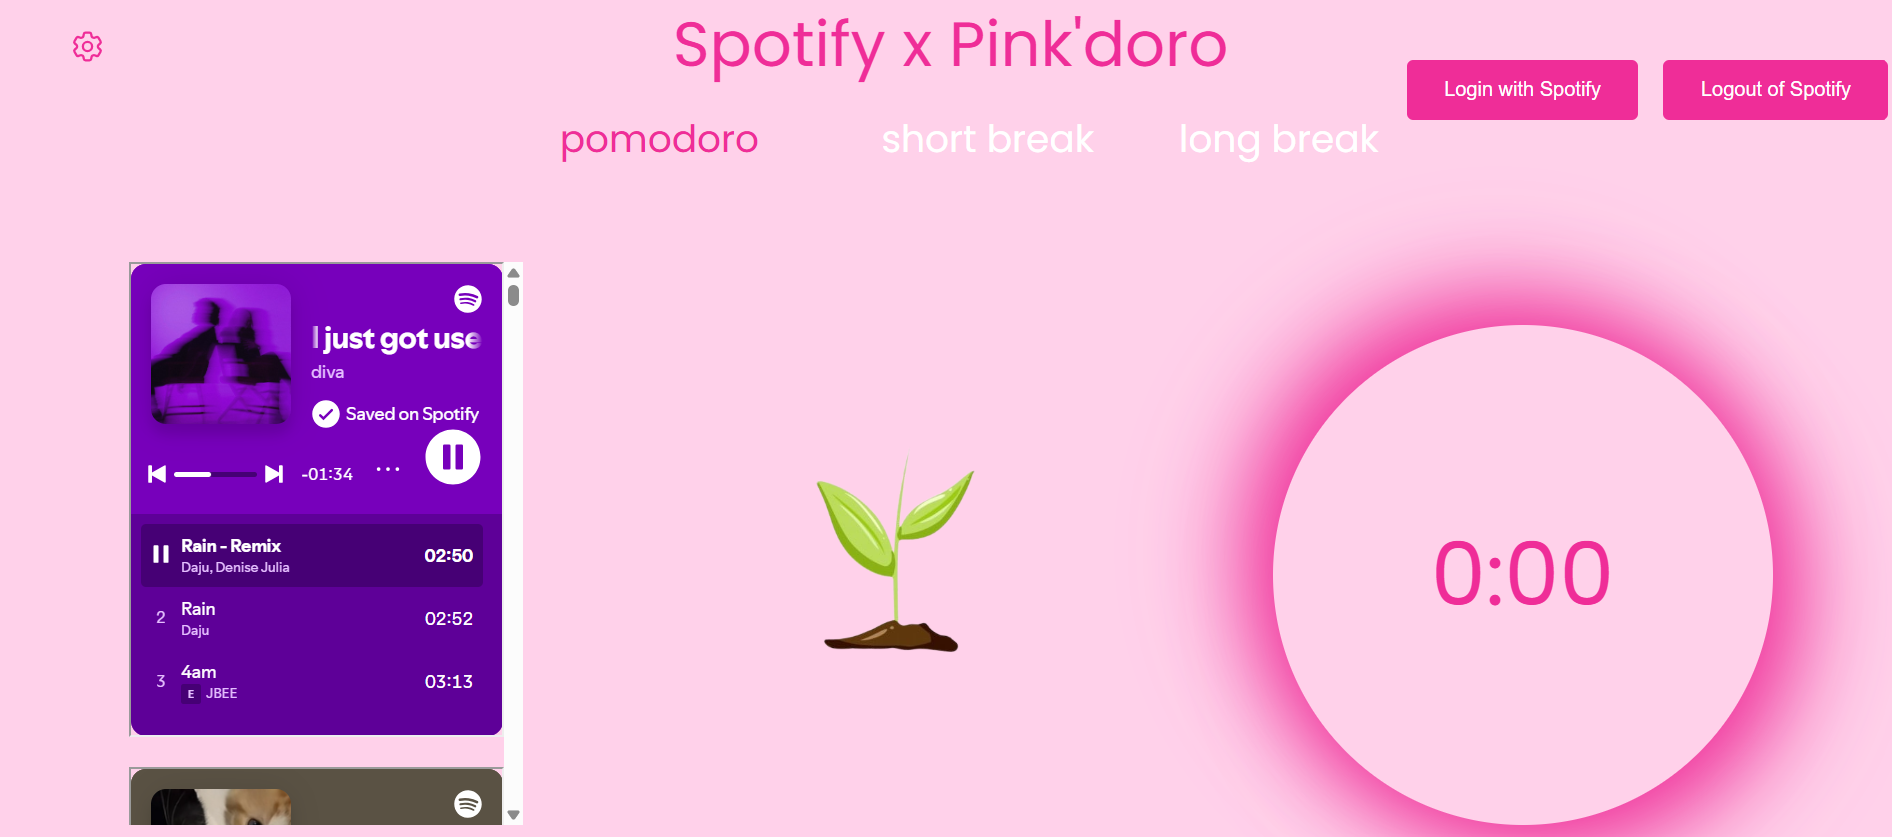 Spotify x Pink'doro
Login with Spotify
Logout of Spotify
pomodoro
short break
long break
I just got use
diva
Saved on Spotify
-01:34
Rain - Remix
Daju, Denise Julia
02:50
2
Rain
Daju
02:52
3
4am
E JBEE
03:13
0:00